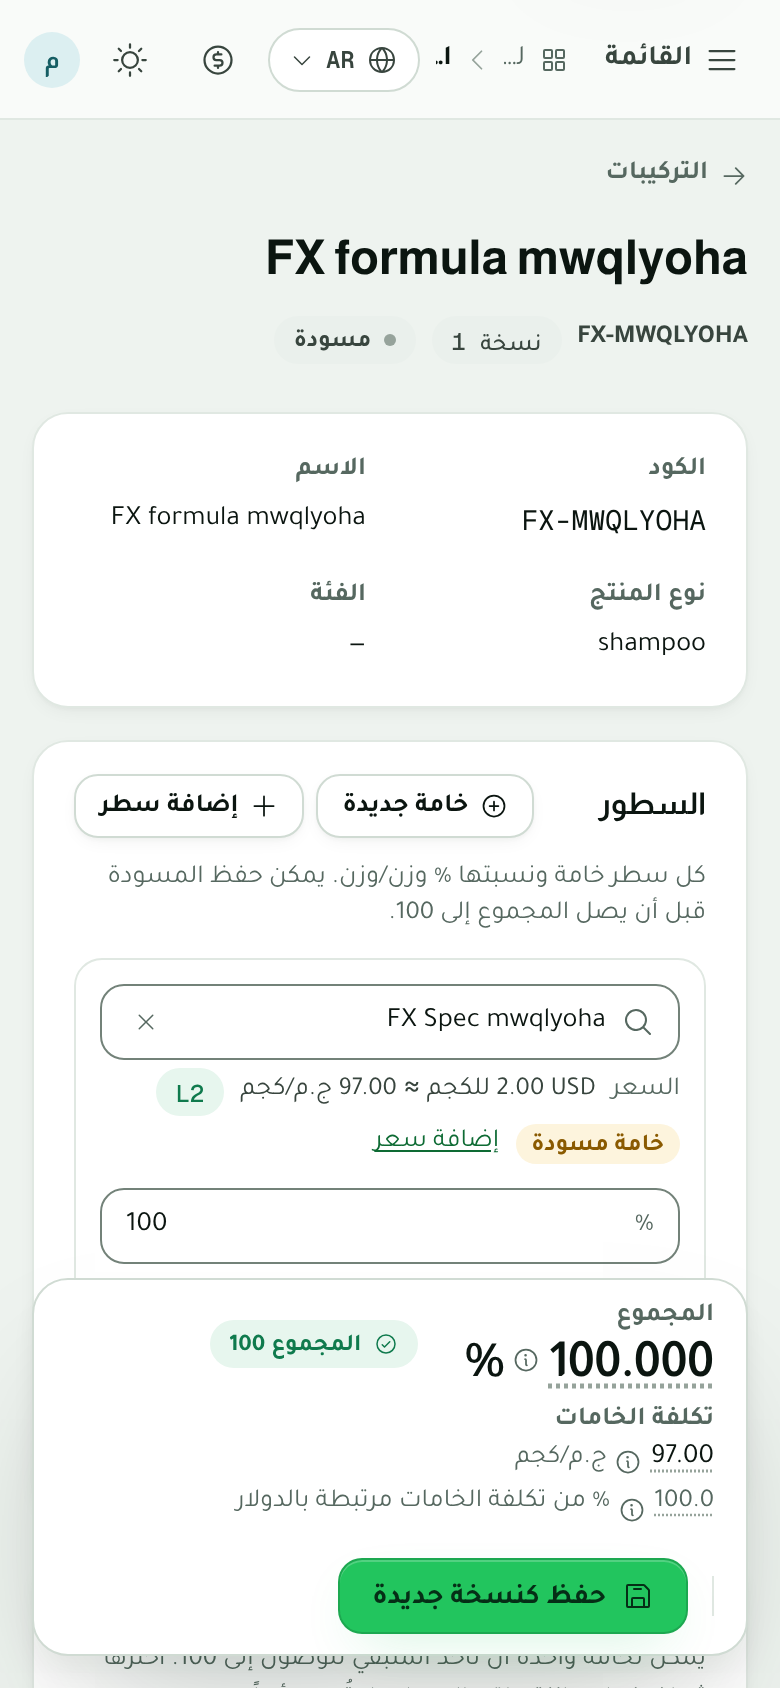 القائمة
لـ...
AR
م
التركيبات
FX formula mwqlyoha
FX-MWQLYOHA نسخة 1 مسودة
الكود
FX-MWQLYOHA
الاسم
FX formula mwqlyoha
نوع المنتج
shampoo
الفئة
—
السطور
خامة جديدة
إضافة سطر
كل سطر خامة ونسبتها % وزن/وزن. يمكن حفظ المسودة
قبل أن يصل المجموع إلى 100.
FX Spec mwqlyoha
السعر 2.00 USD للكجم ≈ 97.00 ج.م/كجم L2
خامة مسودة إضافة سعر
% 100
المجموع
100.000 %
المجموع 100
تكلفة الخامات
97.00 ج.م/كجم
100.0 % من تكلفة الخامات مرتبطة بالدولار
حفظ كنسخة جديدة